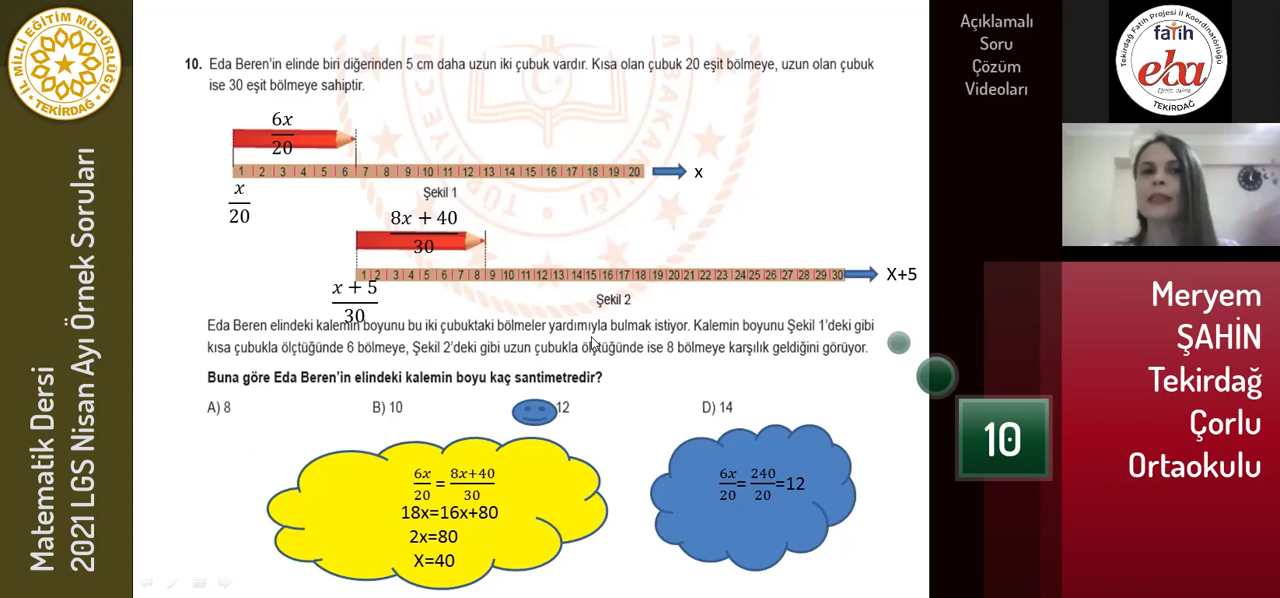 İL MİLLİ EĞİTİM MÜDÜRLÜĞÜ
• TEKİRDAĞ •
Matematik Dersi
2021 LGS Nisan Ayı Örnek Soruları
10. Eda Beren'in elinde biri diğerinden 5 cm daha uzun iki çubuk vardır. Kısa olan çubuk 20 eşit bölmeye, uzun olan çubuk
ise 30 eşit bölmeye sahiptir.
6x
20
1 2 3 4 5 6 7 8 9 10 11 12 13 14 15 16 17 18 19 20
x
x
20
Şekil 1
8x + 40
30
1 2 3 4 5 6 7 8 9 10 11 12 13 14 15 16 17 18 19 20 21 22 23 24 25 26 27 28 29 30
X+5
x + 5
30
Şekil 2
Eda Beren elindeki kalemin boyunu bu iki çubuktaki bölmeler yardımıyla bulmak istiyor. Kalemin boyunu Şekil 1'deki gibi
kısa çubukla ölçtüğünde 6 bölmeye, Şekil 2'deki gibi uzun çubukla ölçtüğünde ise 8 bölmeye karşılık geldiğini görüyor.
Buna göre Eda Beren'in elindeki kalemin boyu kaç santimetredir?
A) 8 B) 10 12 D) 14
6x/20 = 8x+40/30
18x=16x+80
2x=80
X=40
6x/20 = 240/20 =12
Açıklamalı
Soru
Çözüm
Videoları
Tekirdağ Fatih Projesi İl Koordinatörlüğü
fatih
eba
TEKİRDAĞ
Meryem
ŞAHİN
Tekirdağ
Çorlu
Ortaokulu
10